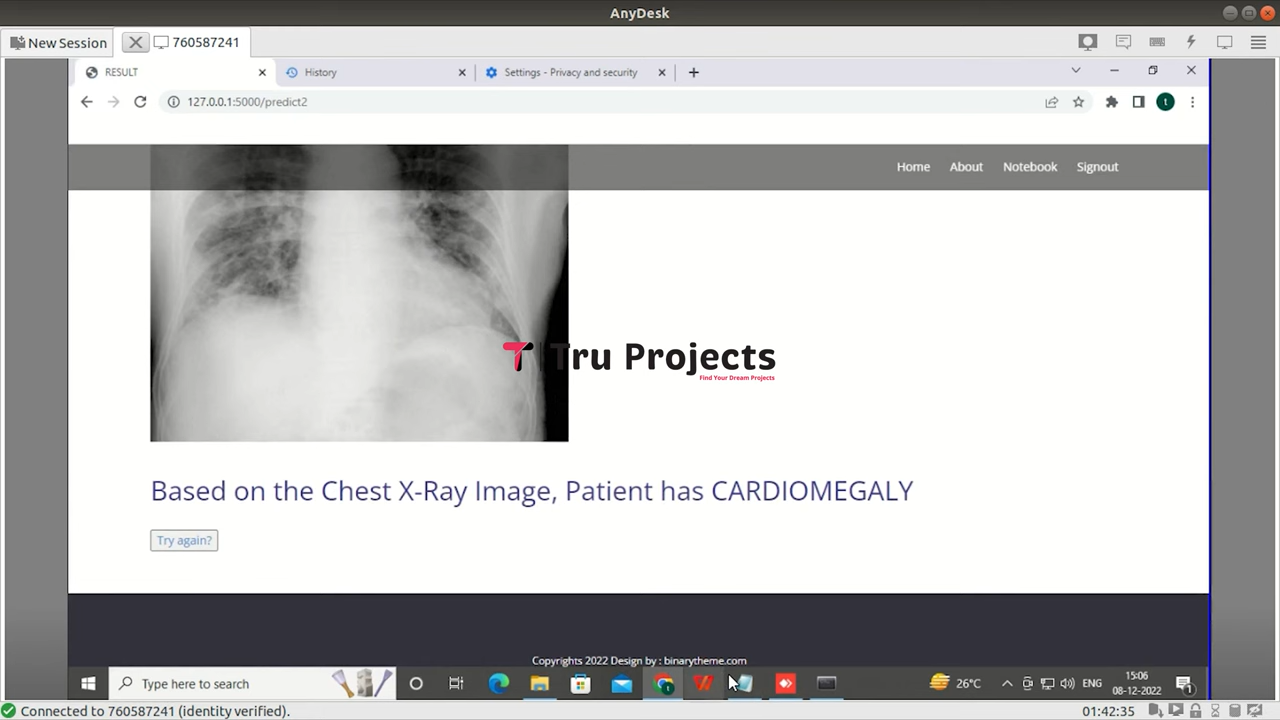 AnyDesk
New Session
760587241
RESULT
History
Settings - Privacy and security
127.0.0.1:5000/predict2
t
Home About Notebook Signout
T | Tru Projects
Find Your Dream Projects
Based on the Chest X-Ray Image, Patient has CARDIOMEGALY
Try again?
Copyrights 2022 Design by : binarytheme.com
Type here to search
26°C
ENG
15:06
08-12-2022
1
Connected to 760587241 (identity verified).
01:42:35